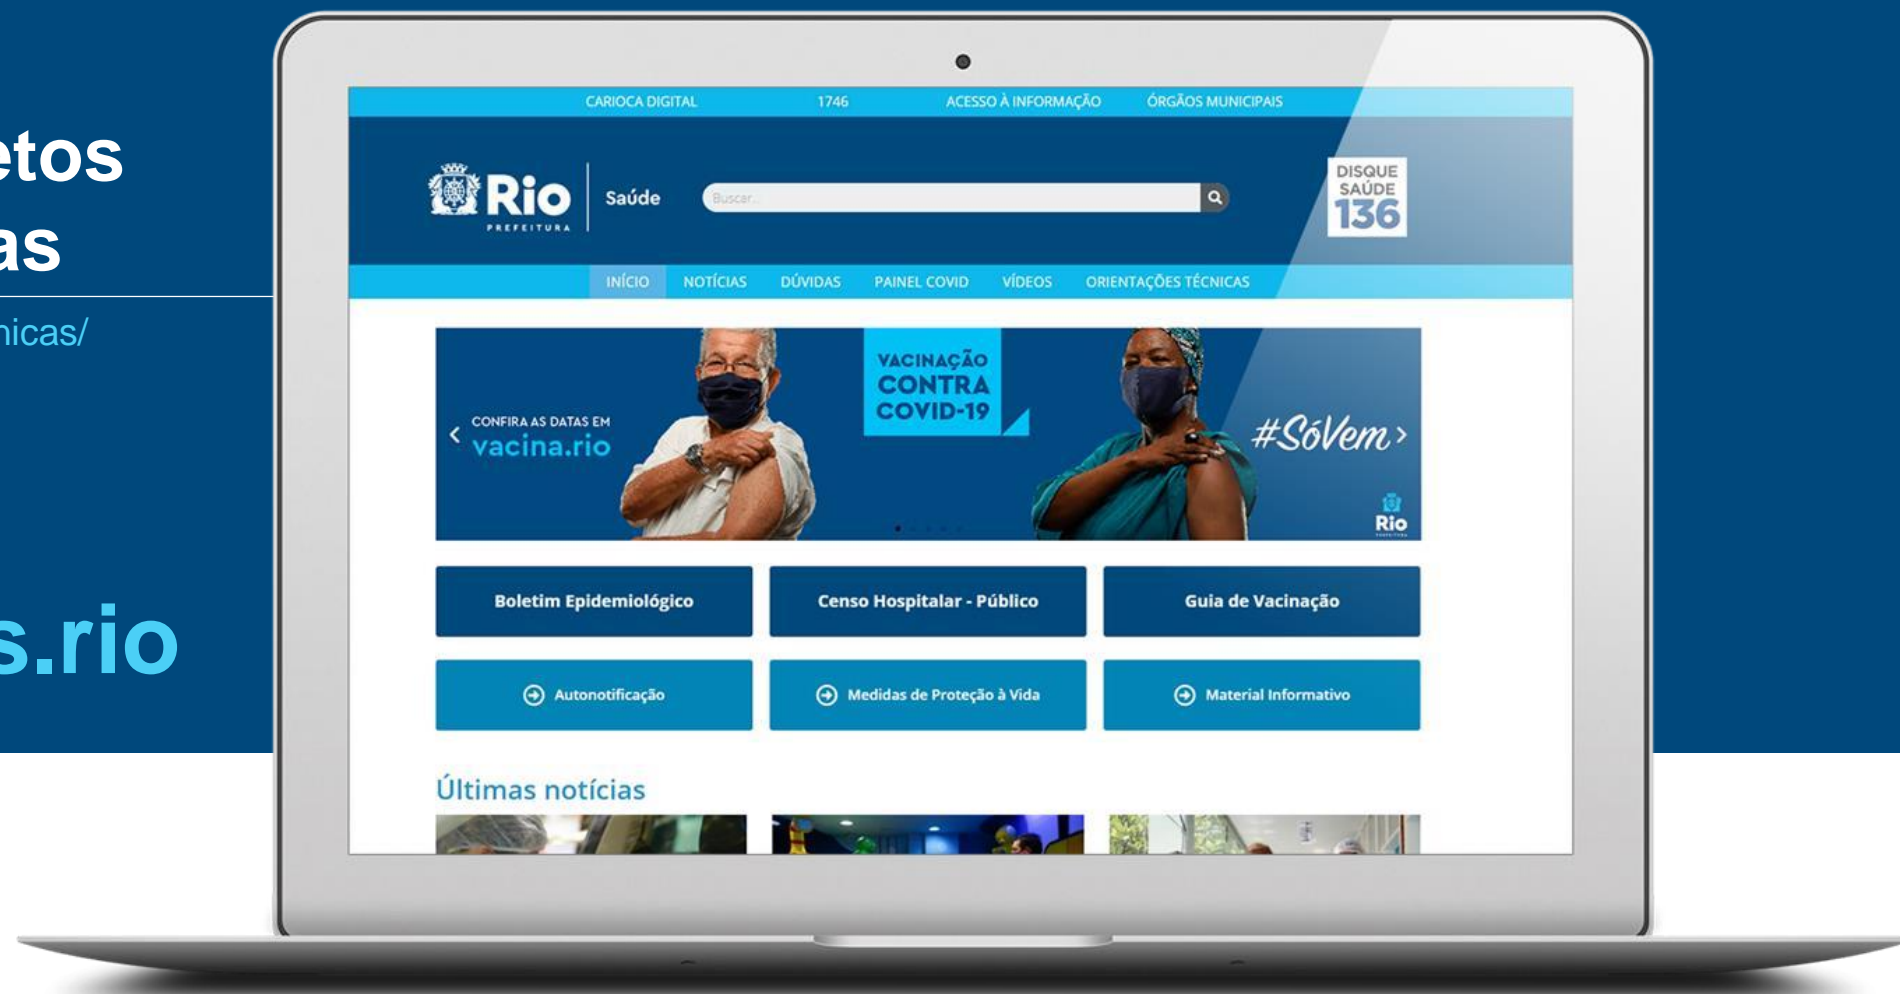 etos
as
nicas/
s.rio
CARIOCA DIGITAL 1746 ACESSO À INFORMAÇÃO ÓRGÃOS MUNICIPAIS
Rio
PREFEITURA
Saúde
Buscar...
DISQUE
SAÚDE
136
INÍCIO NOTÍCIAS DÚVIDAS PAINEL COVID VÍDEOS ORIENTAÇÕES TÉCNICAS
CONFIRA AS DATAS EM
vacina.rio
VACINAÇÃO
CONTRA
COVID-19
#SóVem
Rio
PREFEITURA
Boletim Epidemiológico Censo Hospitalar - Público Guia de Vacinação
Autonotificação Medidas de Proteção à Vida Material Informativo
Últimas notícias